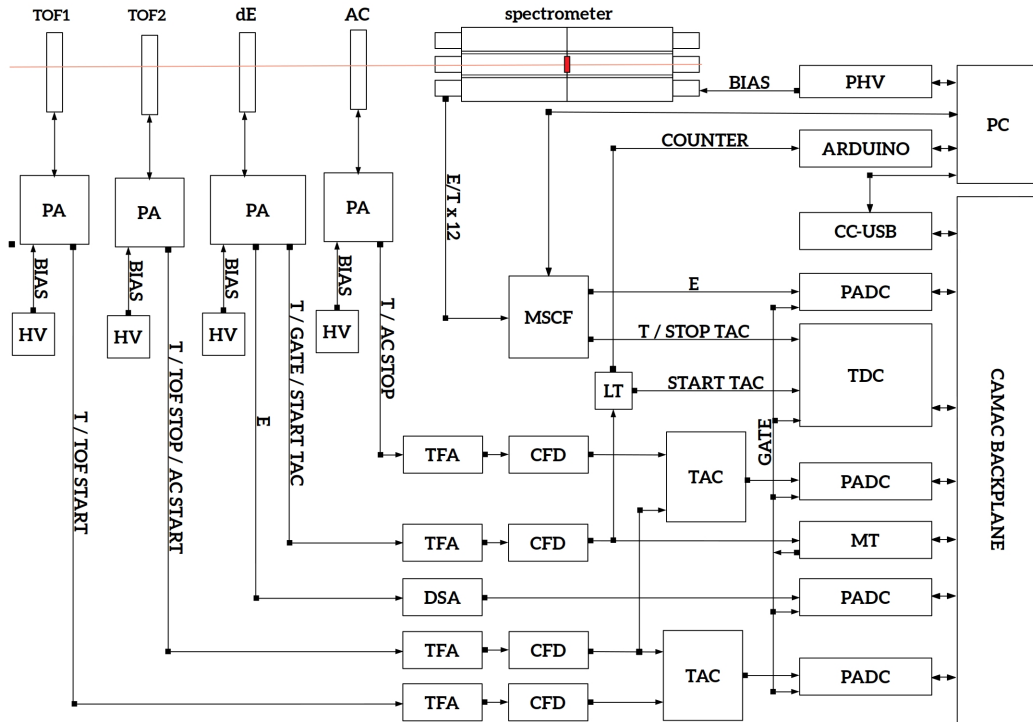 TOF1 TOF2 dE AC spectrometer
BIAS PHV
PC
COUNTER ARDUINO
PA PA PA PA
E/T x 12
CC-USB
BIAS BIAS BIAS BIAS
HV HV HV HV
E PADC
MSCF
T / STOP TAC
TDC
LT START TAC
T / TOF START
T / TOF STOP / AC START
E
T / GATE / START TAC
T / AC STOP
GATE
CAMAC BACKPLANE
TFA CFD TAC PADC
TFA CFD MT
DSA PADC
TFA CFD
TAC PADC
TFA CFD